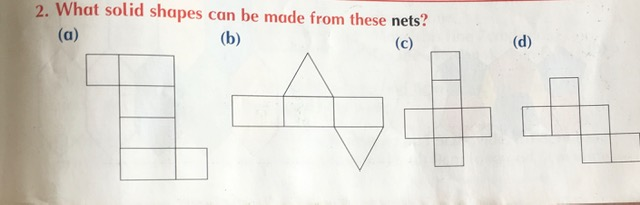 2. What solid shapes can be made from these nets?
(a) (b) (c) (d)